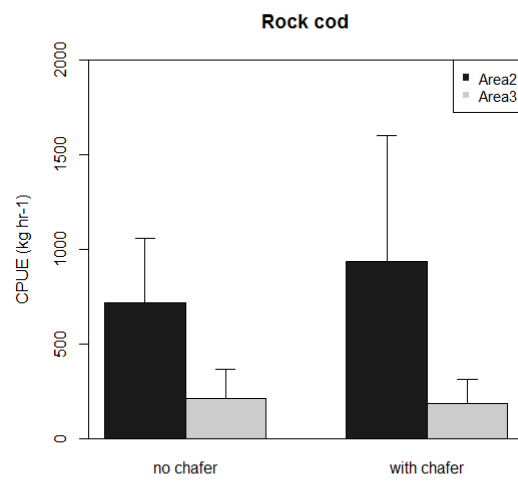 Rock cod
Area2
Area3
CPUE (kg hr-1)
2000
1500
1000
500
0
no chafer
with chafer